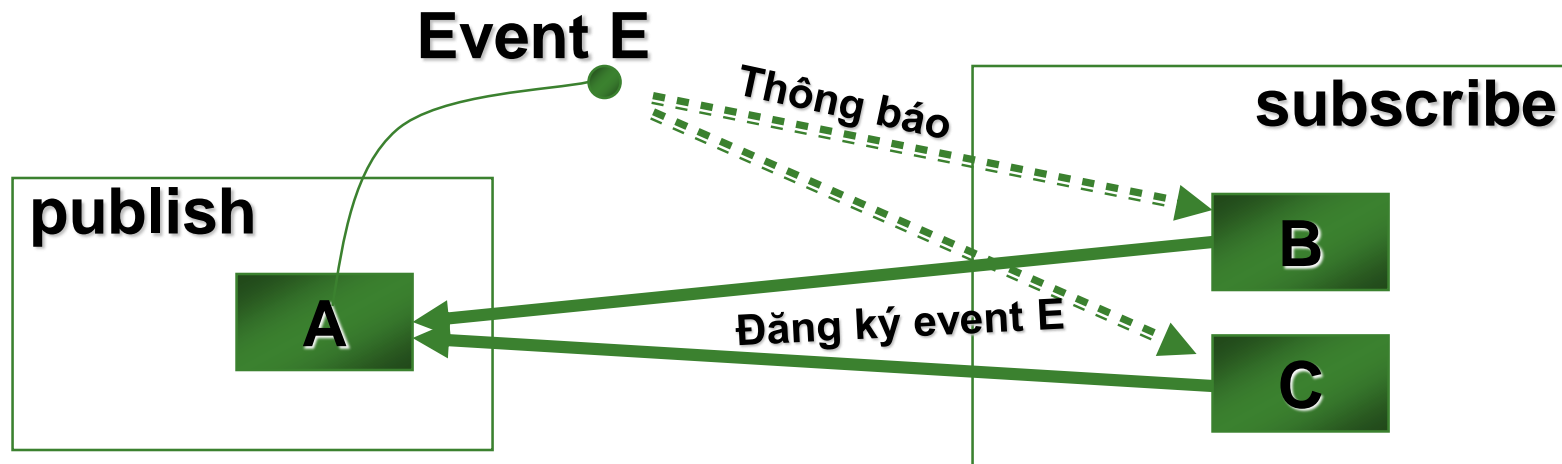 Event E
Thông báo
subscribe
publish
B
A
Đăng ký event E
C